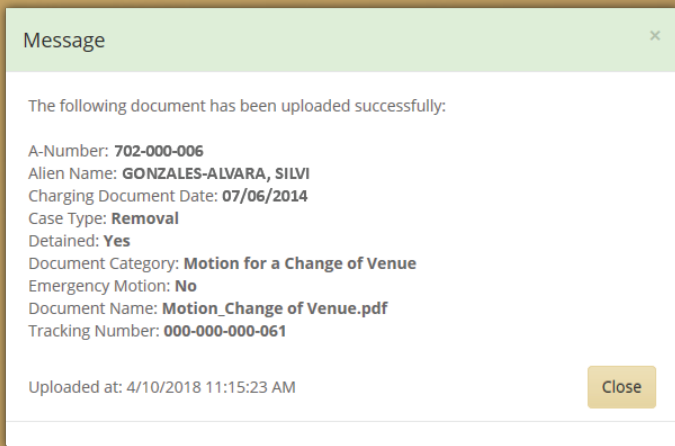 Message
×
The following document has been uploaded successfully:
A-Number: 702-000-006
Alien Name: GONZALES-ALVARA, SILVI
Charging Document Date: 07/06/2014
Case Type: Removal
Detained: Yes
Document Category: Motion for a Change of Venue
Emergency Motion: No
Document Name: Motion_Change of Venue.pdf
Tracking Number: 000-000-000-061
Uploaded at: 4/10/2018 11:15:23 AM
Close